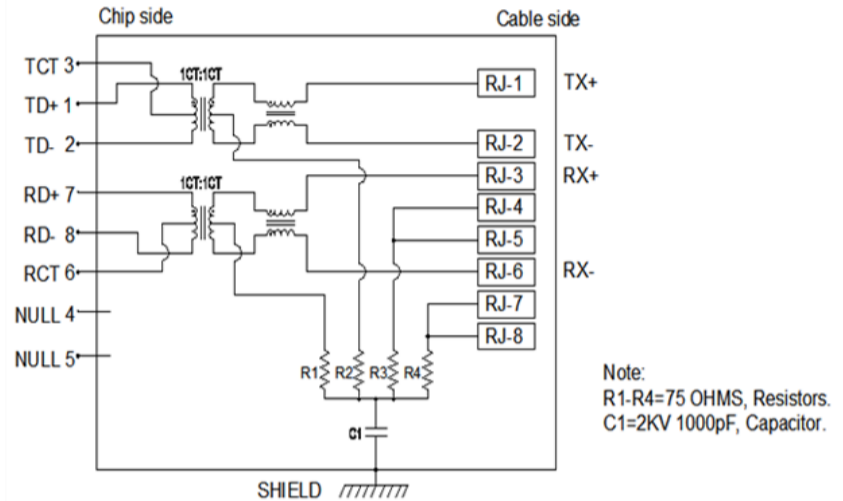 Chip side
Cable side
TCT 3
1CT:1CT
RJ-1 TX+
TD+ 1
TD- 2
RJ-2 TX-
RJ-3 RX+
1CT:1CT
RD+ 7
RJ-4
RD- 8
RJ-5
RCT 6
RJ-6 RX-
RJ-7
NULL 4
RJ-8
NULL 5
R1 R2 R3 R4
Note:
R1-R4=75 OHMS, Resistors.
C1=2KV 1000pF, Capacitor.
C1
SHIELD